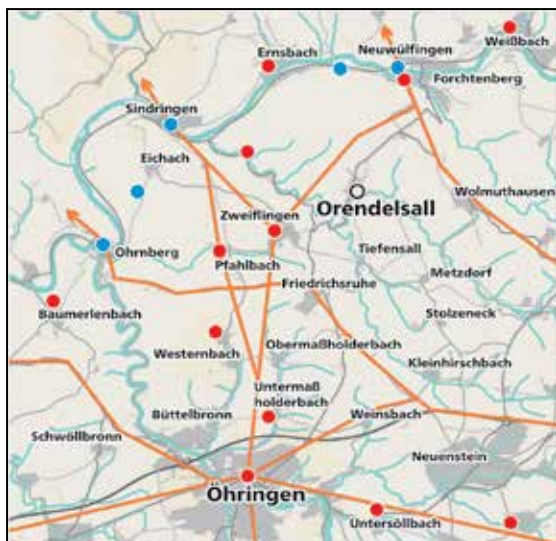 Ernsbach
Neuwülfingen
Weißbach
Forchtenberg
Sindringen
Eichach
Orendelsall
Wolmuthausen
Zweiflingen
Ohrnberg
Pfahlbach
Tiefensall
Metzdorf
Friedrichsruhe
Baumerlenbach
Stolzeneck
Westernbach
Obermaßholderbach
Kleinhirschbach
Untermaß
holderbach
Büttelbronn
Weinsbach
Schwöllbronn
Neuenstein
Öhringen
Untersöllbach